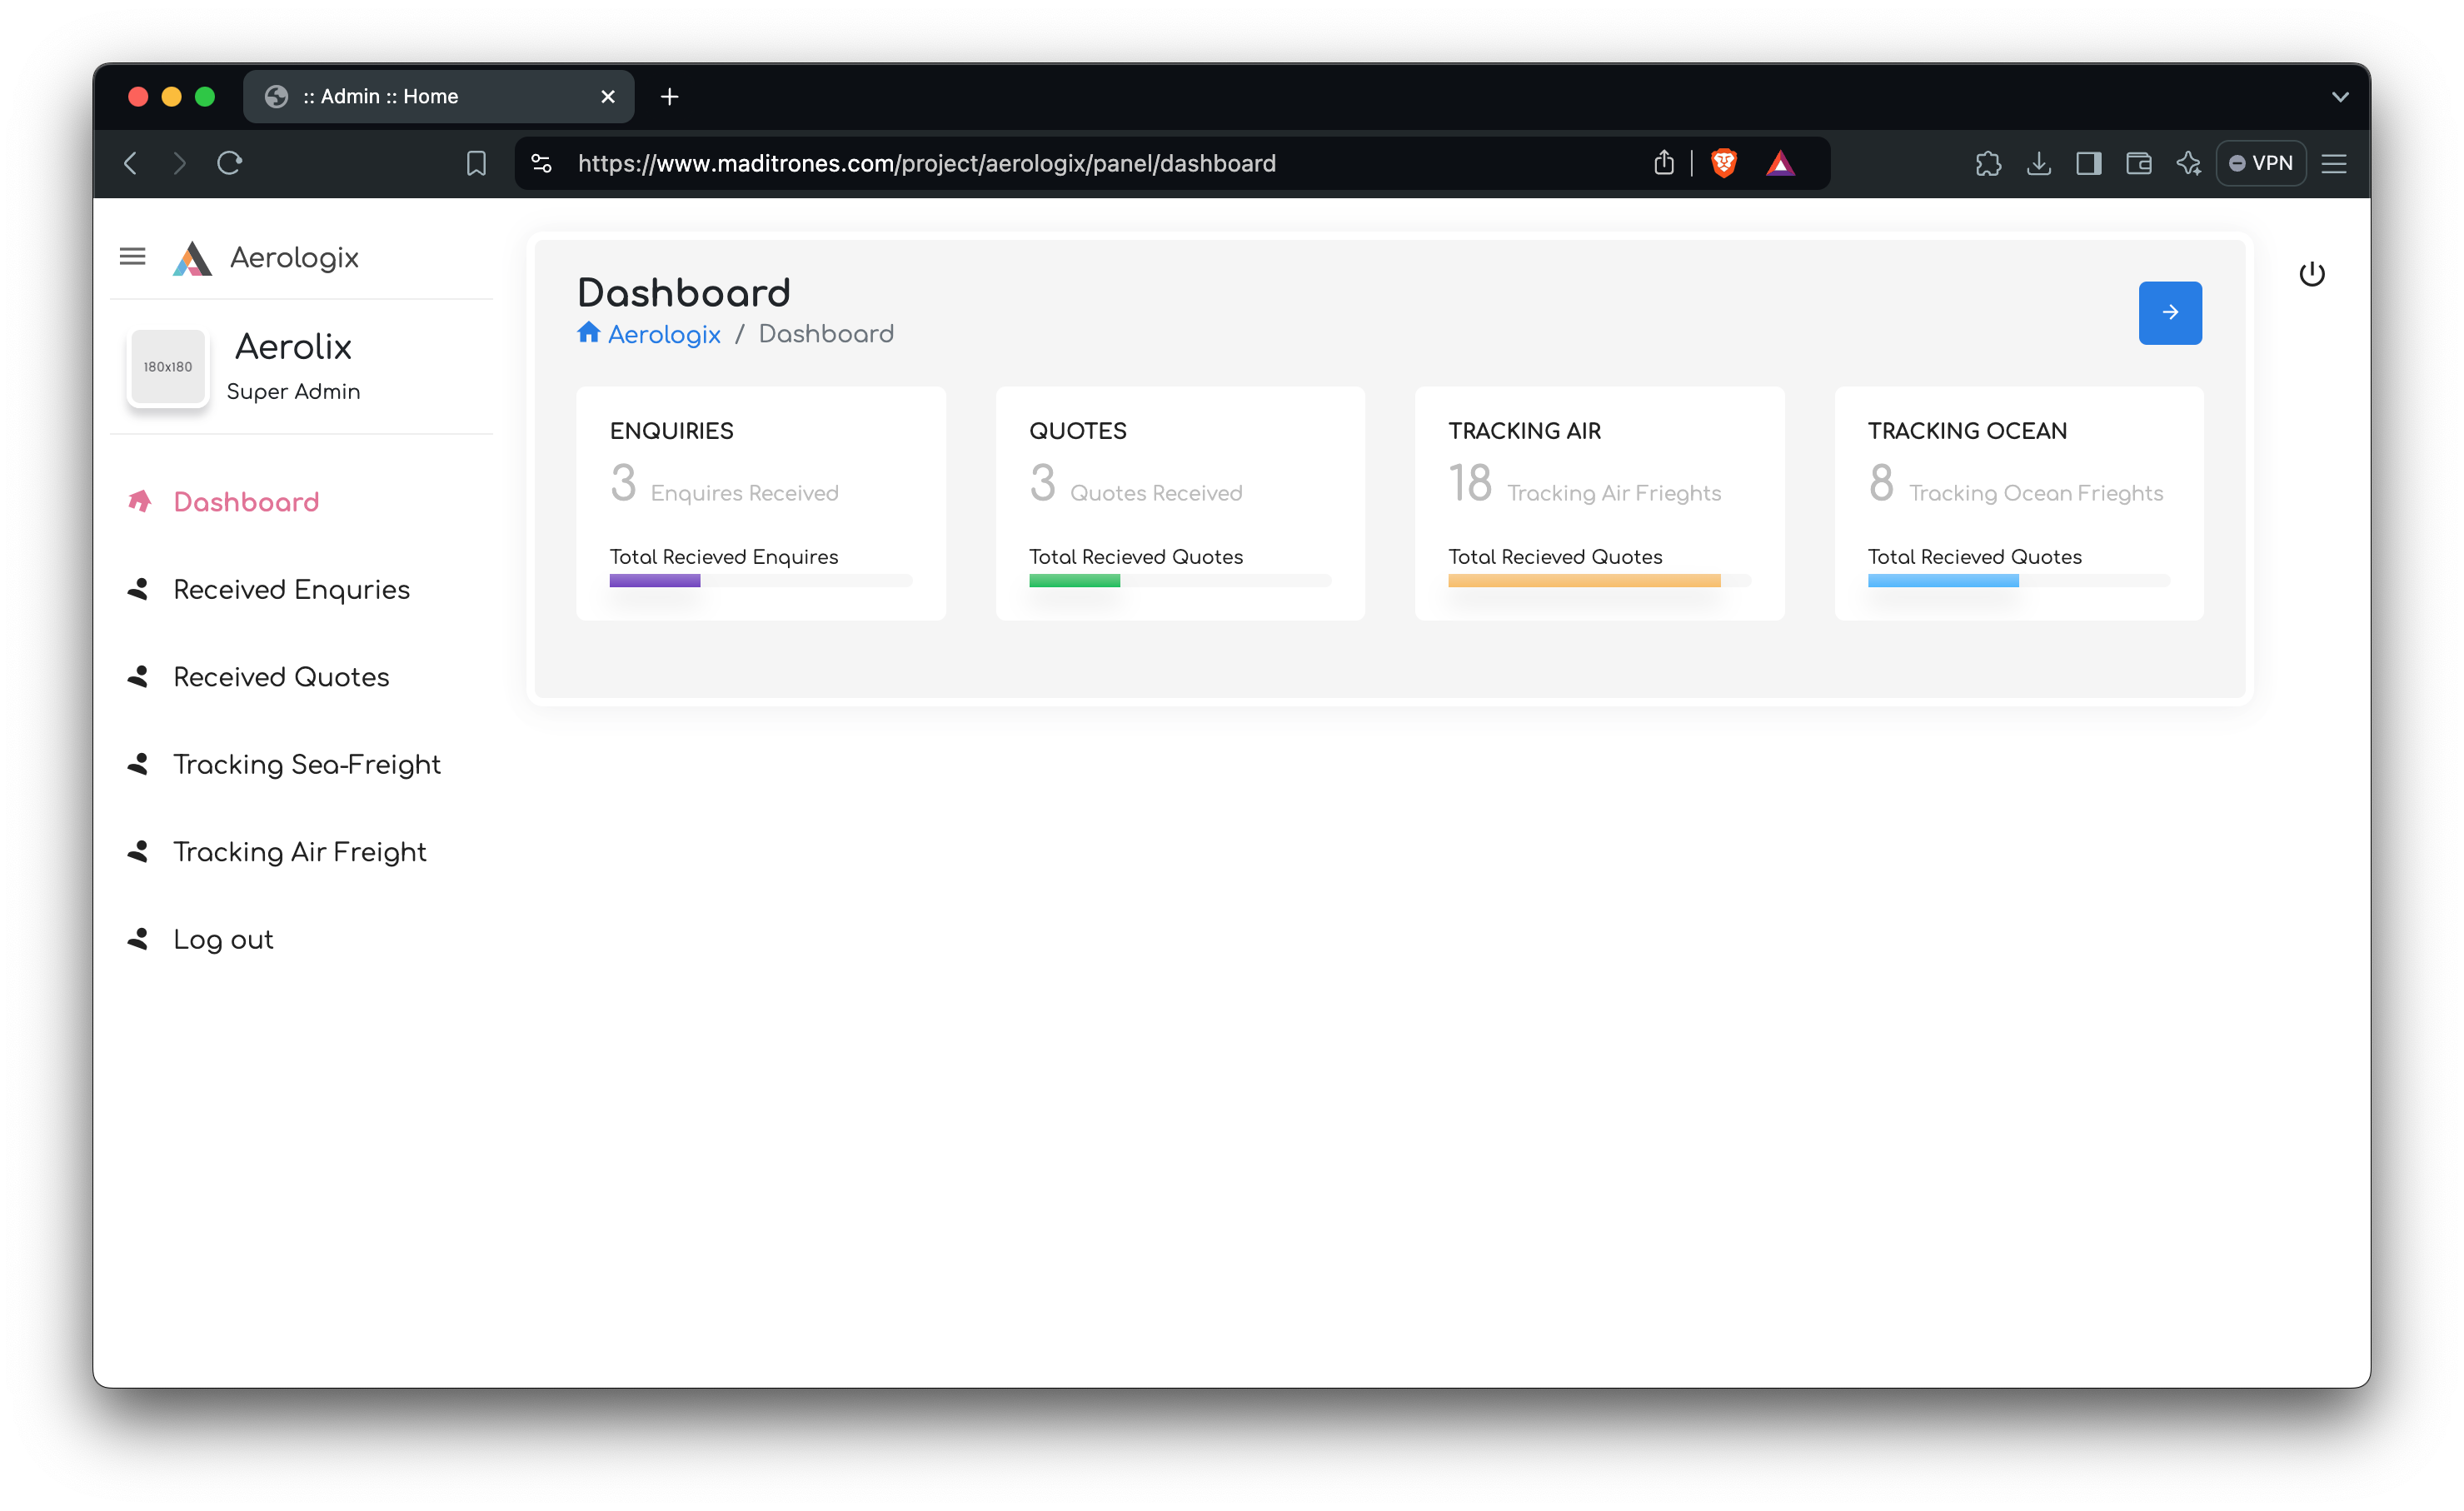 :: Admin :: Home
https://www.maditrones.com/project/aerologix/panel/dashboard
VPN
Aerologix
180x180
Aerolix
Super Admin
Dashboard
Received Enquries
Received Quotes
Tracking Sea-Freight
Tracking Air Freight
Log out
Dashboard
Aerologix / Dashboard
ENQUIRIES
3 Enquires Received
Total Recieved Enquires
QUOTES
3 Quotes Received
Total Recieved Quotes
TRACKING AIR
18 Tracking Air Frieghts
Total Recieved Quotes
TRACKING OCEAN
8 Tracking Ocean Frieghts
Total Recieved Quotes